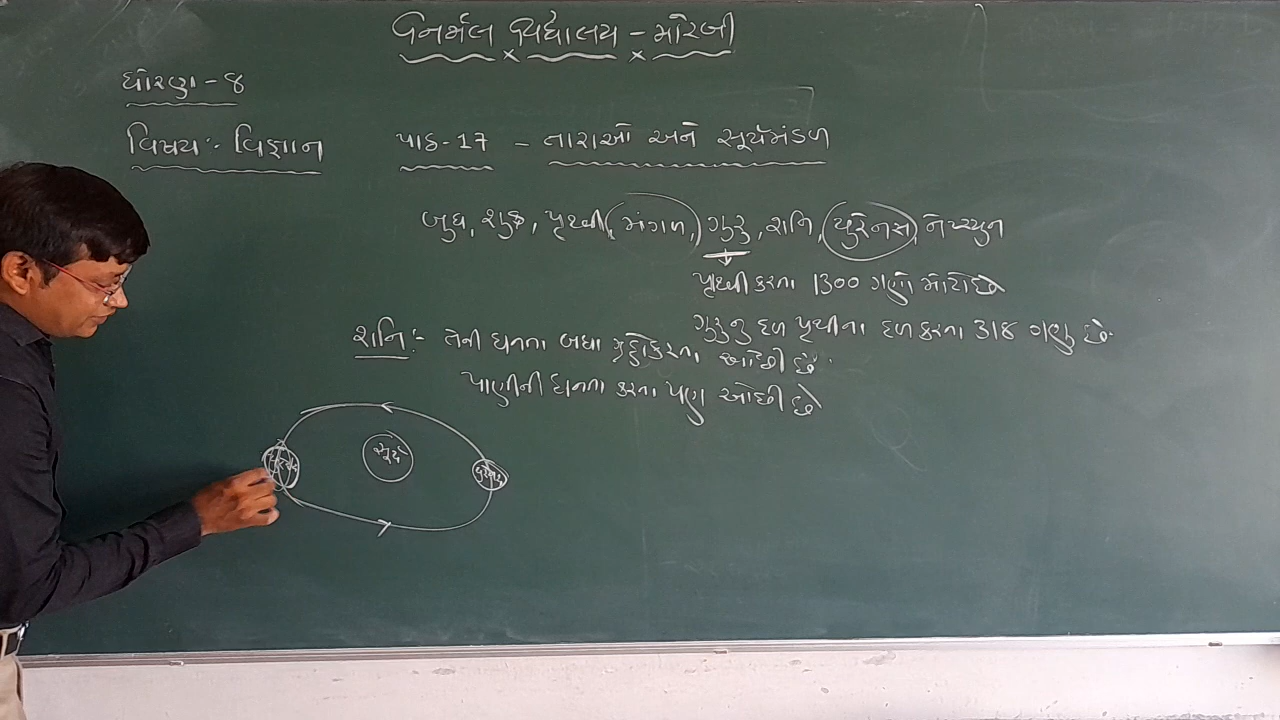 નિર્મલ વિદ્યાલય - મોરબી
ધોરણ - ૮
વિષય :- વિજ્ઞાન પાઠ - 17 - તારાઓ અને સૂર્યમંડળ
બુધ, શુક્ર, પૃથ્વી, મંગળ, ગુરુ, શનિ, યુરેનસ, નેપ્ચ્યુન
પૃથ્વી કરતા 1300 ગણો મોટો છે
ગુરુનુ દળ પૃથ્વીના દળ કરતા 318 ગણુ છે.
શનિ :- તેની ઘનતા બધા ગ્રહો કરતા ઓછી છે.
પાણીની ઘનતા કરતા પણ ઓછી છે
સૂર્ય